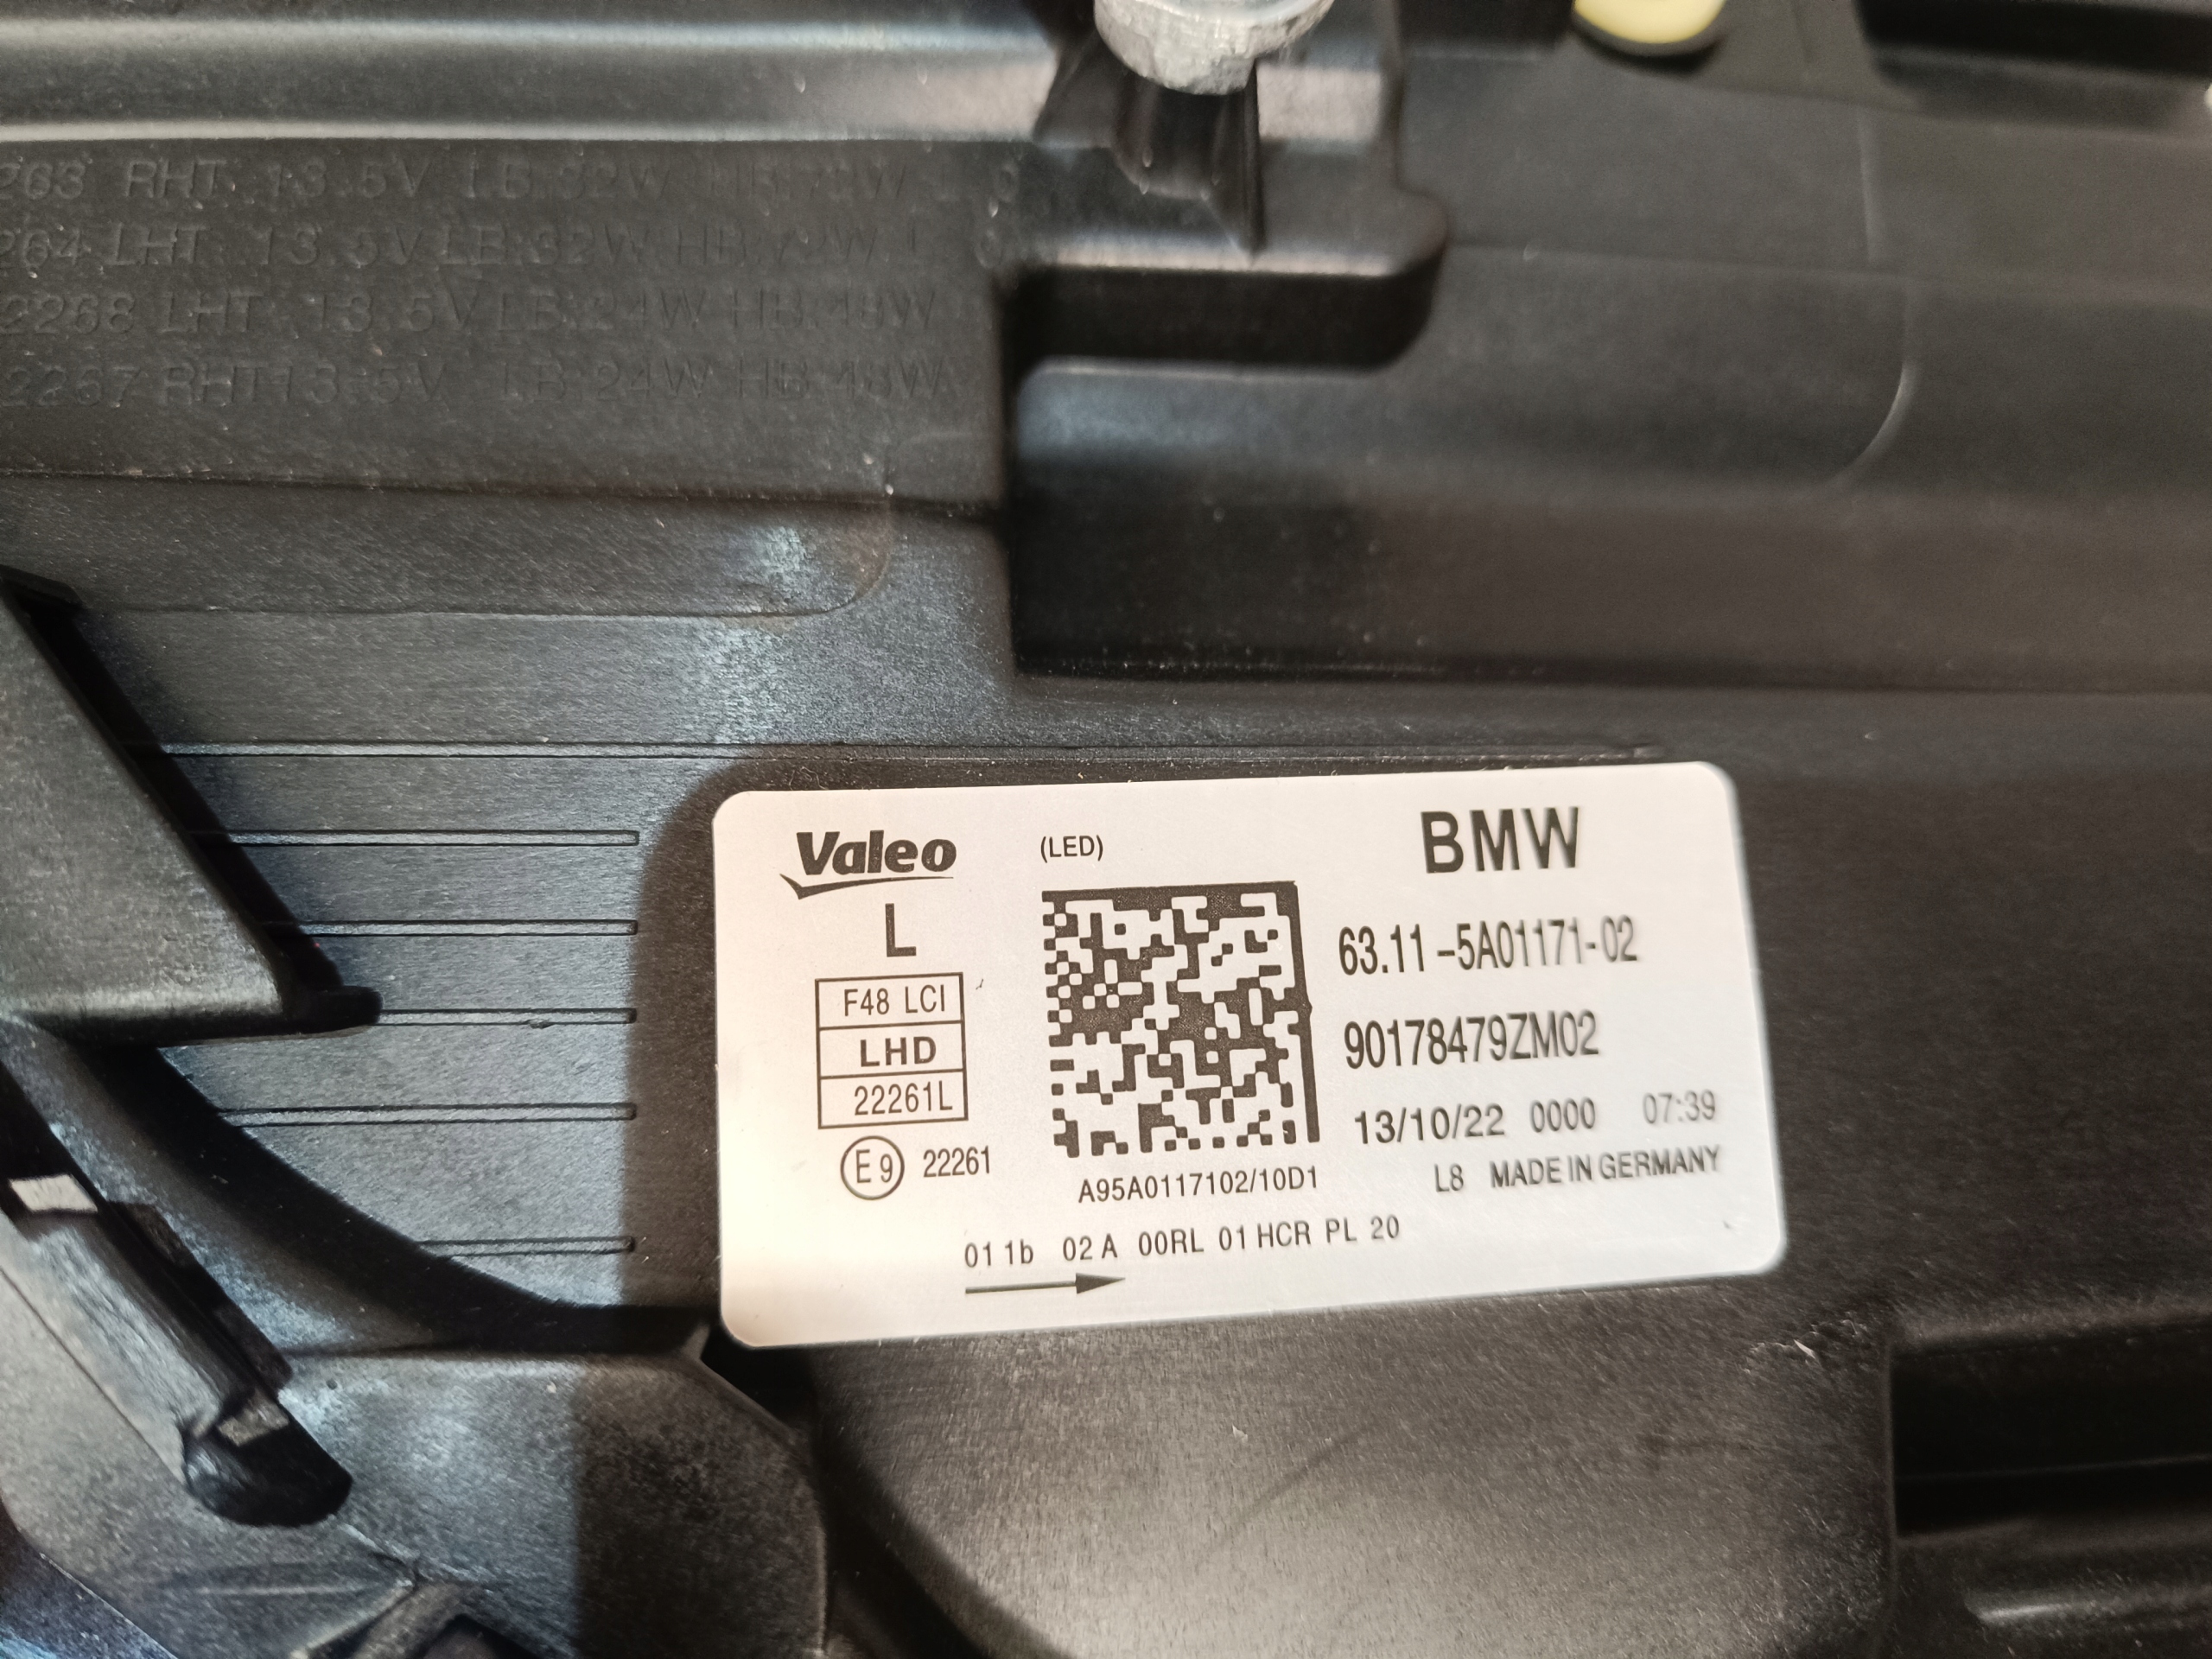 263 RHT 13.5V LB:32W HB:72W L
264 LHT 13.5V LB:32W HB:72W L
2268 LHT 13.5V LB:24W HB:48W
2267 RHT 13.5V LB:24W HB:48W
Valeo (LED) BMW
L
63.11-5A01171-02
F48 LCI
LHD
90178479ZM02
22261L
13/10/22 0000 07:39
E9 22261
L8 MADE IN GERMANY
A95A0117102/10D1
01 1b 02 A 00RL 01 HCR PL 20